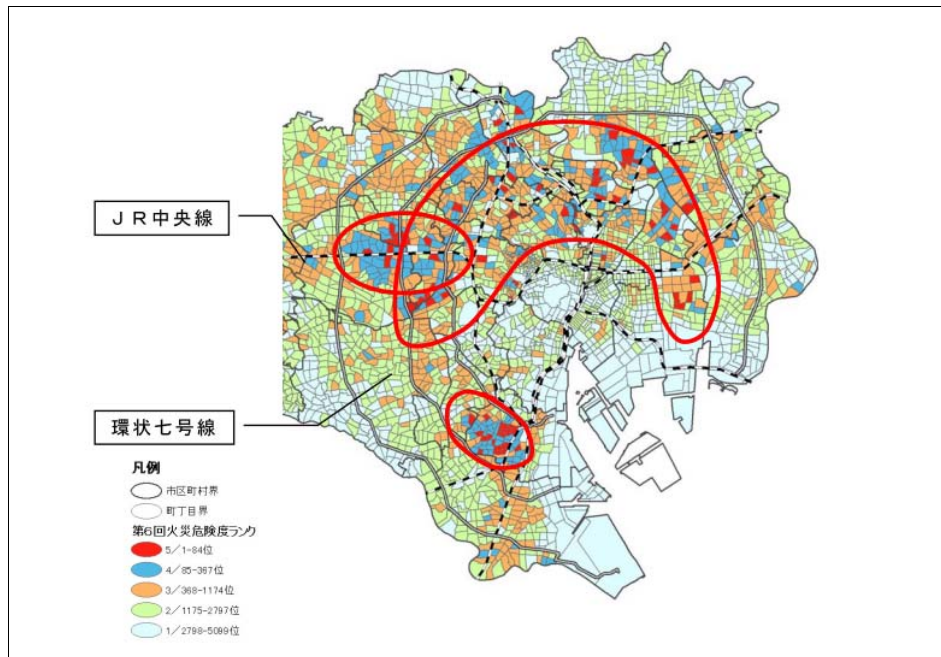 ＪＲ中央線
環状七号線
凡例
市区町村界
町丁目界
第6回火災危険度ランク
5／1-84位
4／85-367位
3／368-1174位
2／1175-2797位
1／2798-5099位